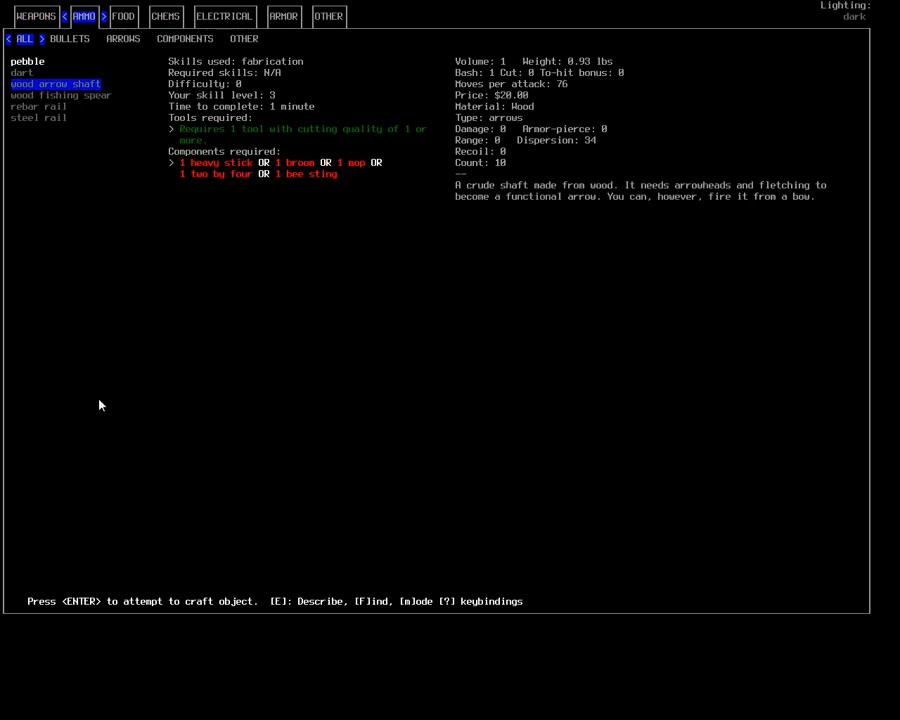 Lighting:
WEAPONS < AMMO > FOOD CHEMS ELECTRICAL ARMOR OTHER dark
< ALL > BULLETS ARROWS COMPONENTS OTHER
pebble Skills used: fabrication Volume: 1 Weight: 0.93 lbs
dart Required skills: N/A Bash: 1 Cut: 0 To-hit bonus: 0
wood arrow shaft Difficulty: 0 Moves per attack: 76
wood fishing spear Your skill level: 3 Price: $20.00
rebar rail Time to complete: 1 minute Material: Wood
steel rail Tools required: Type: arrows
> Requires 1 tool with cutting quality of 1 or Damage: 0 Armor-pierce: 0
more. Range: 0 Dispersion: 34
Components required: Recoil: 0
> 1 heavy stick OR 1 broom OR 1 mop OR Count: 10
1 two by four OR 1 bee sting --
A crude shaft made from wood. It needs arrowheads and fletching to
become a functional arrow. You can, however, fire it from a bow.
Press <ENTER> to attempt to craft object. [E]: Describe, [F]ind, [m]ode [?] keybindings